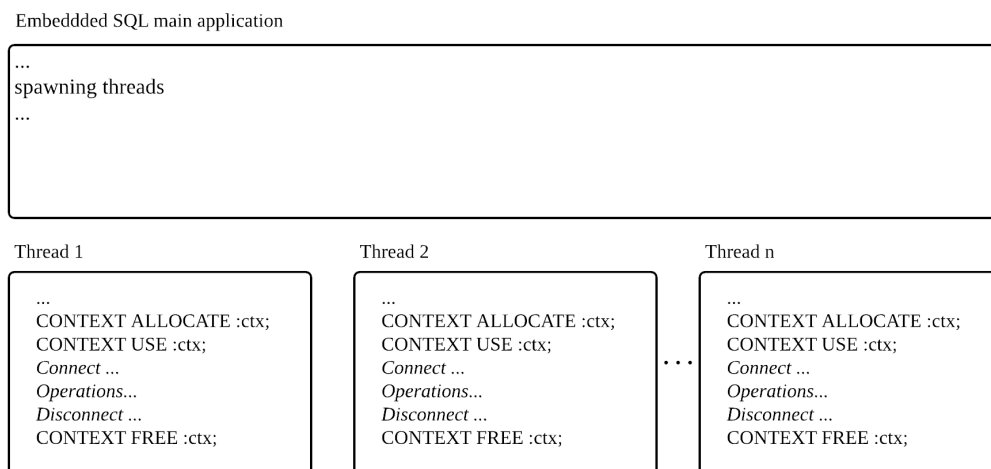 Embeddded SQL main application
...
spawning threads
...
Thread 1
...
CONTEXT ALLOCATE :ctx;
CONTEXT USE :ctx;
Connect ...
Operations...
Disconnect ...
CONTEXT FREE :ctx;
Thread 2
...
CONTEXT ALLOCATE :ctx;
CONTEXT USE :ctx;
Connect ...
Operations...
Disconnect ...
CONTEXT FREE :ctx;
...
Thread n
...
CONTEXT ALLOCATE :ctx;
CONTEXT USE :ctx;
Connect ...
Operations...
Disconnect ...
CONTEXT FREE :ctx;